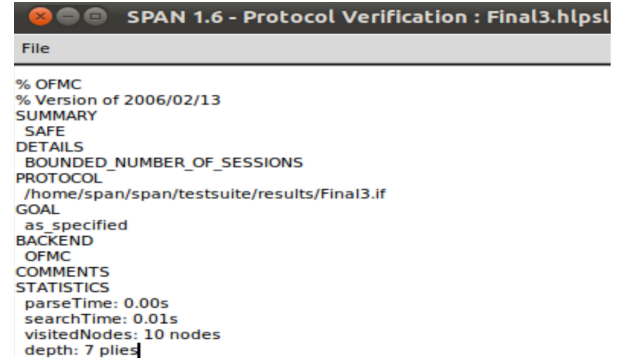 SPAN 1.6 - Protocol Verification : Final3.hlpsl
File
% OFMC
% Version of 2006/02/13
SUMMARY
SAFE
DETAILS
BOUNDED_NUMBER_OF_SESSIONS
PROTOCOL
/home/span/span/testsuite/results/Final3.if
GOAL
as_specified
BACKEND
OFMC
COMMENTS
STATISTICS
parseTime: 0.00s
searchTime: 0.01s
visitedNodes: 10 nodes
depth: 7 plies